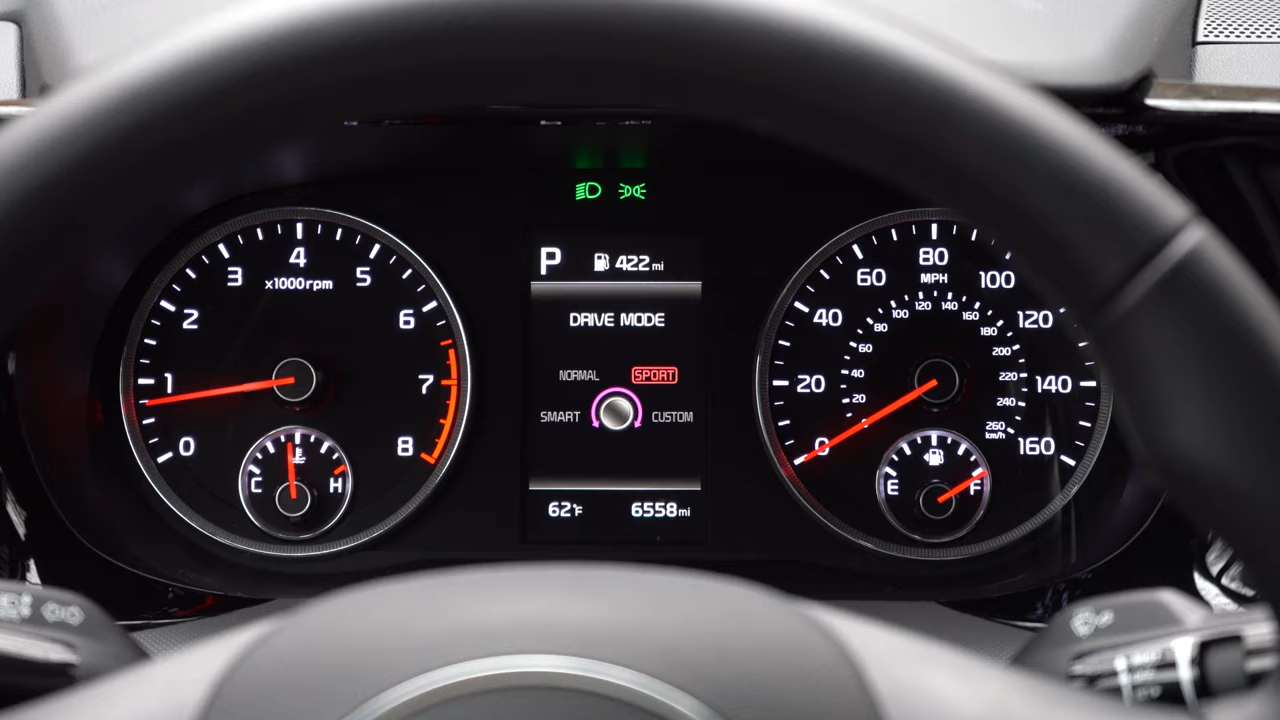 P 422 mi
DRIVE MODE
NORMAL SPORT
SMART CUSTOM
62°F 6558 mi
0 1 2 3 4 5 6 7 8
x1000rpm
C H
0 20 40 60 80 100 120 140 160
MPH
0 20 40 60 80 100 120 140 160 180 200 220 240 260
km/h
E F